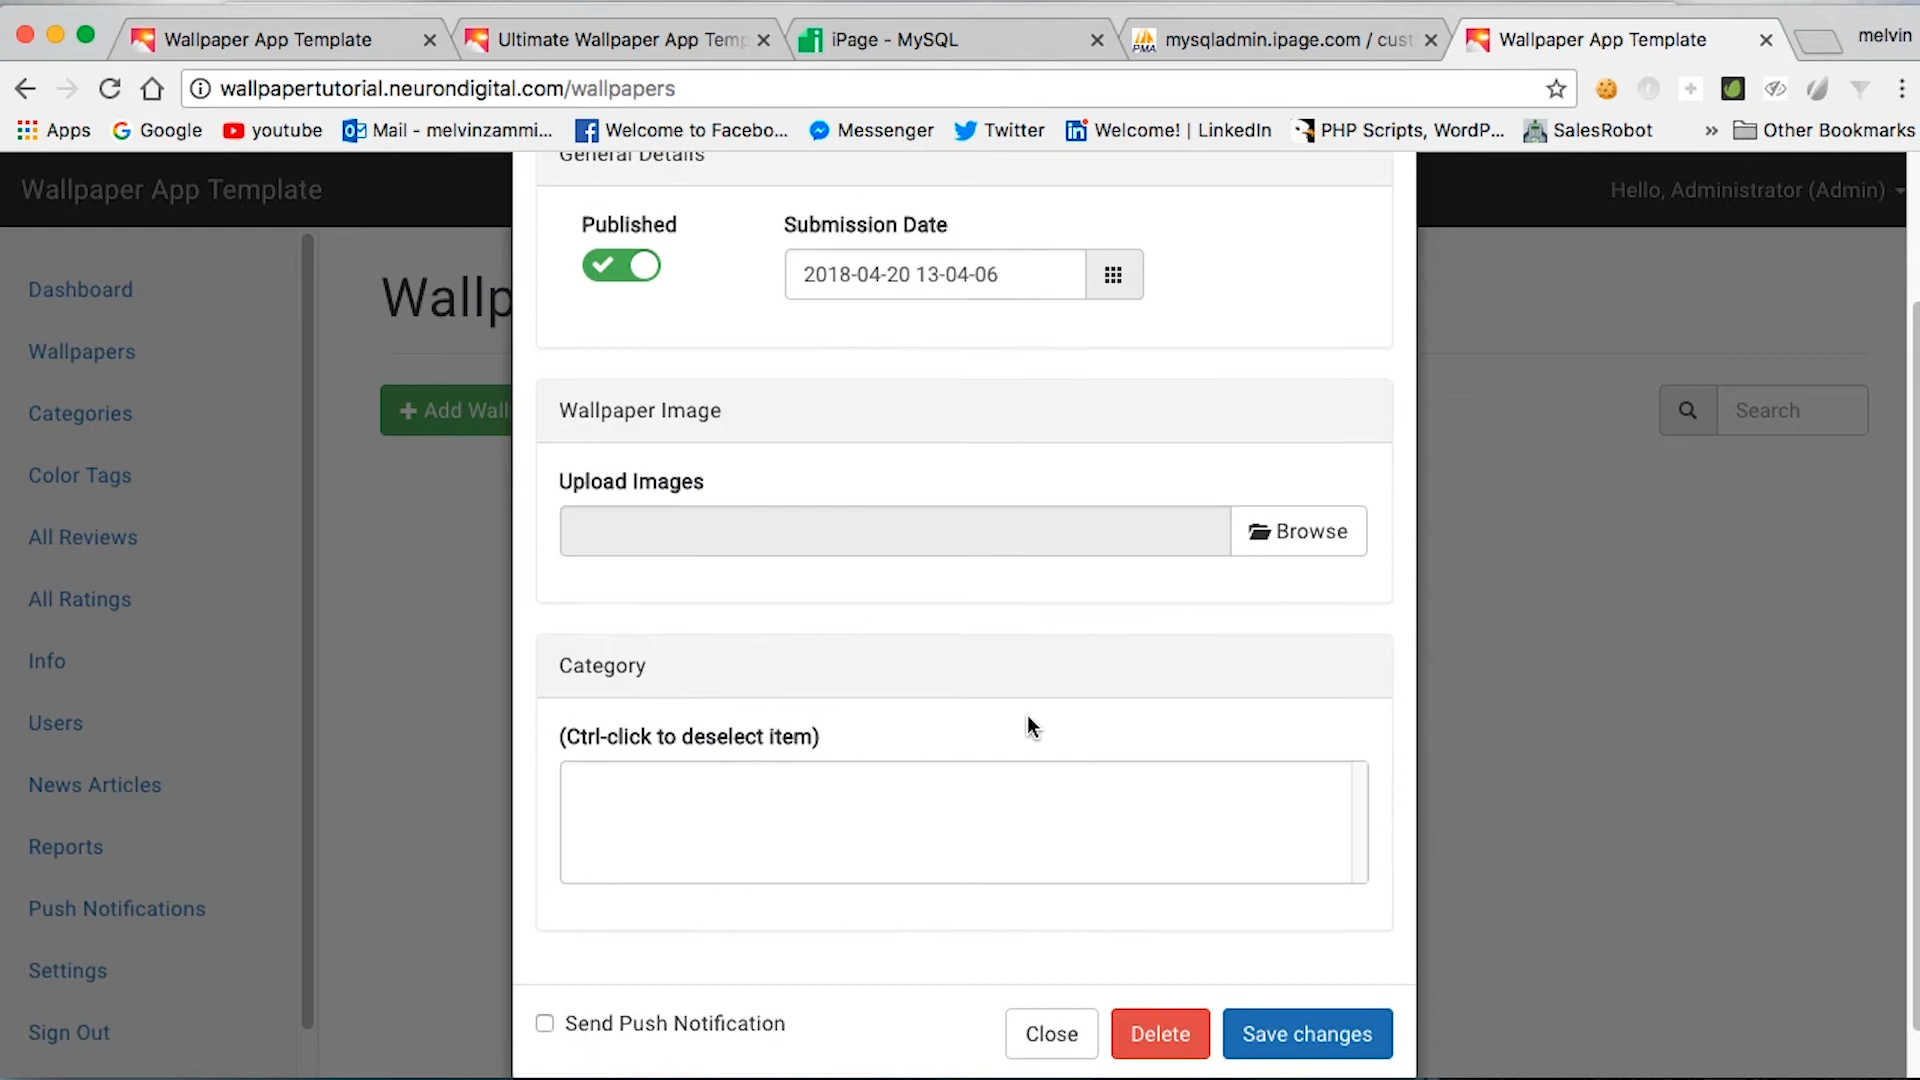 Wallpaper App Template
Ultimate Wallpaper App Temp
iPage - MySQL
mysqladmin.ipage.com / cust
Wallpaper App Template
melvin
wallpapertutorial.neurondigital.com/wallpapers
Apps
Google
youtube
Mail - melvinzammi...
Welcome to Facebo...
Messenger
Twitter
Welcome! | LinkedIn
PHP Scripts, WordP...
SalesRobot
»
Other Bookmarks
Wallpaper App Template
Hello, Administrator (Admin)
Dashboard
Wallpapers
Categories
Color Tags
All Reviews
All Ratings
Info
Users
News Articles
Reports
Push Notifications
Settings
Sign Out
Wallp
+ Add Wall
Search
General Details
Published
Submission Date
2018-04-20 13-04-06
Wallpaper Image
Upload Images
Browse
Category
(Ctrl-click to deselect item)
Send Push Notification
Close
Delete
Save changes